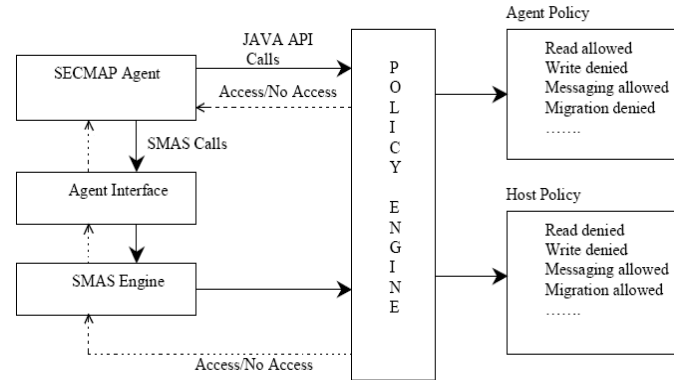 JAVA API
Calls
SECMAP Agent
Access/No Access
SMAS Calls
Agent Interface
SMAS Engine
Access/No Access
P
O
L
I
C
Y
E
N
G
I
N
E
Agent Policy
Read allowed
Write denied
Messaging allowed
Migration denied
.......
Host Policy
Read denied
Write denied
Messaging allowed
Migration allowed
.......